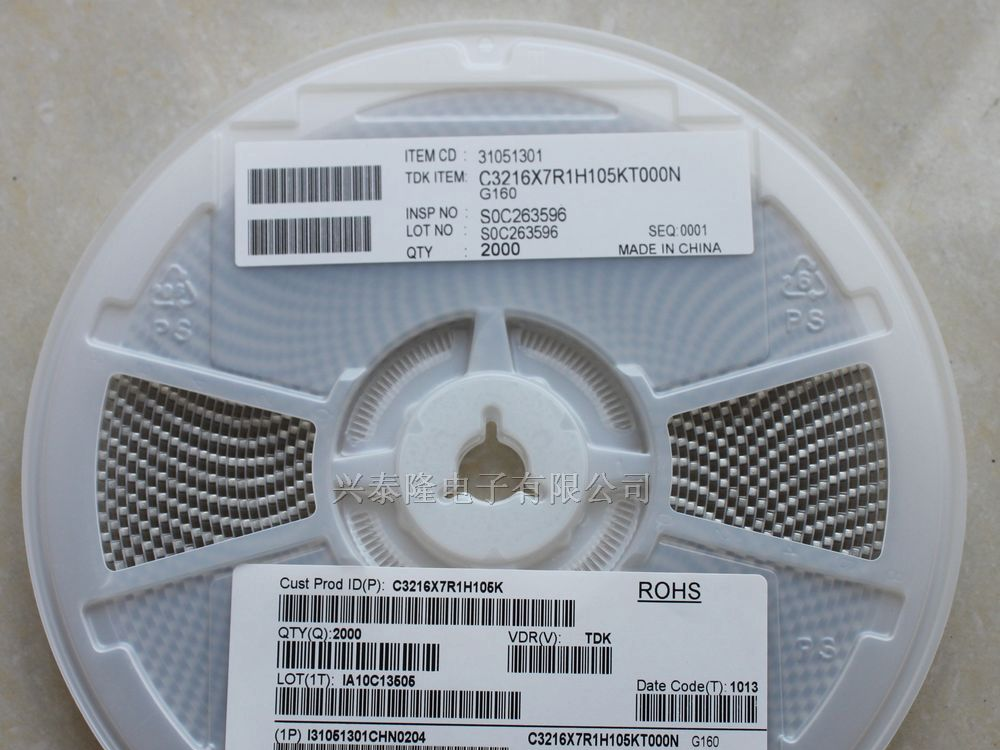 ITEM CD : 31051301
TDK ITEM: C3216X7R1H105KT000N
G160
INSP NO : S0C263596
LOT NO : S0C263596 SEQ:0001
QTY : 2000 MADE IN CHINA
6
PS
PS
兴泰隆电子有限公司
Cust Prod ID(P): C3216X7R1H105K ROHS
QTY(Q):2000 VDR(V): TDK
PS
LOT(1T): IA10C13505 Date Code(T): 1013
(1P) I31051301CHN0204 C3216X7R1H105KT000N G160